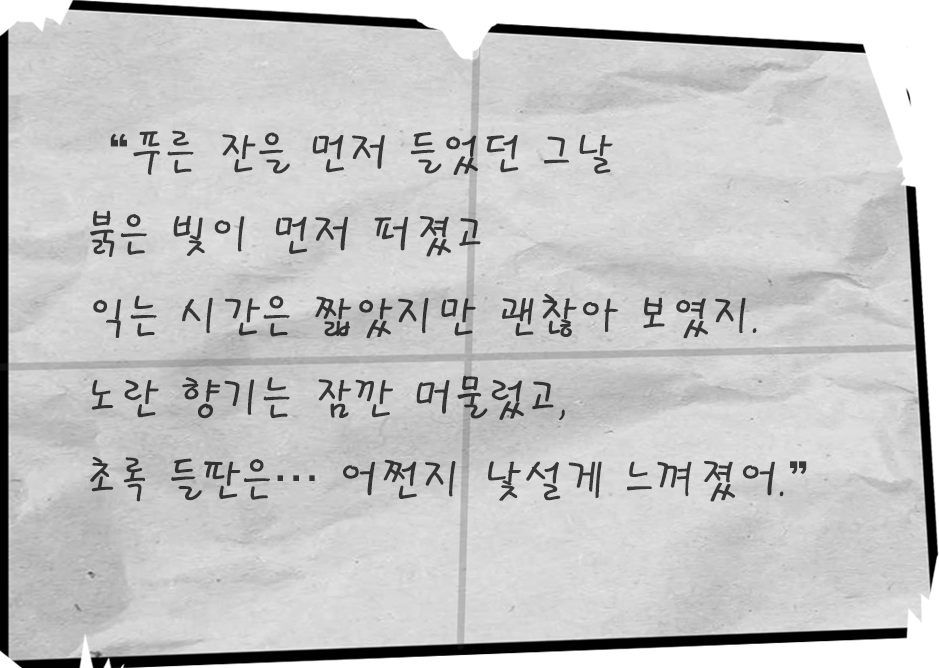 “푸른 잔을 먼저 들었던 그날
붉은 빛이 먼저 퍼졌고
익는 시간은 짧았지만 괜찮아 보였지.
노란 향기는 잠깐 머물렀고,
초록 들판은… 어쩐지 낯설게 느껴졌어.”